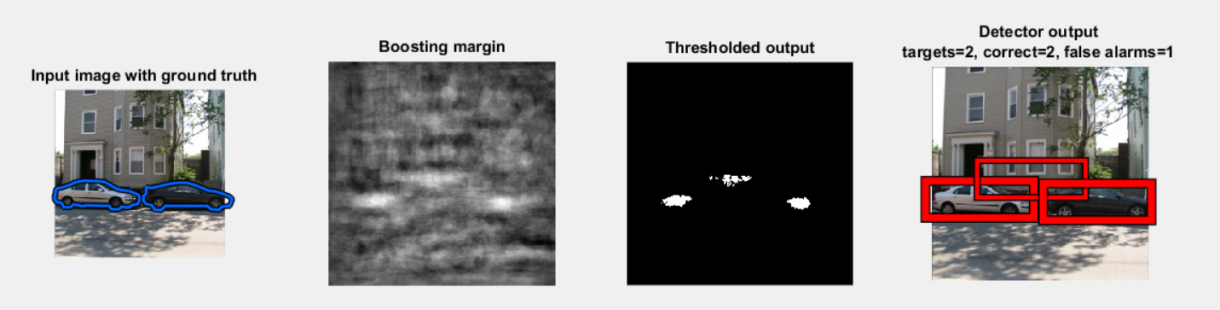 Input image with ground truth
Boosting margin
Thresholded output
Detector output
targets=2, correct=2, false alarms=1